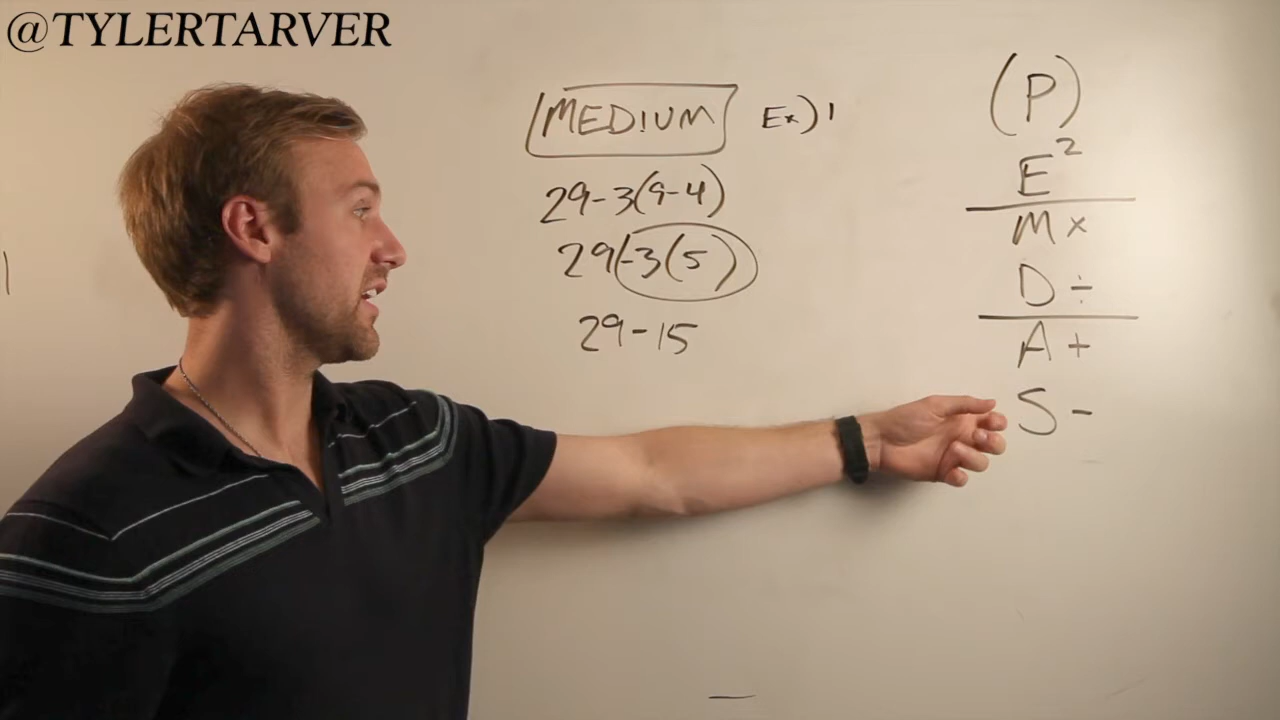 @TYLERTARVER
MEDIUM Ex) 1
29-3(9-4)
29-3(5)
29-15
(P)
E²
M ×
D ÷
A +
S -